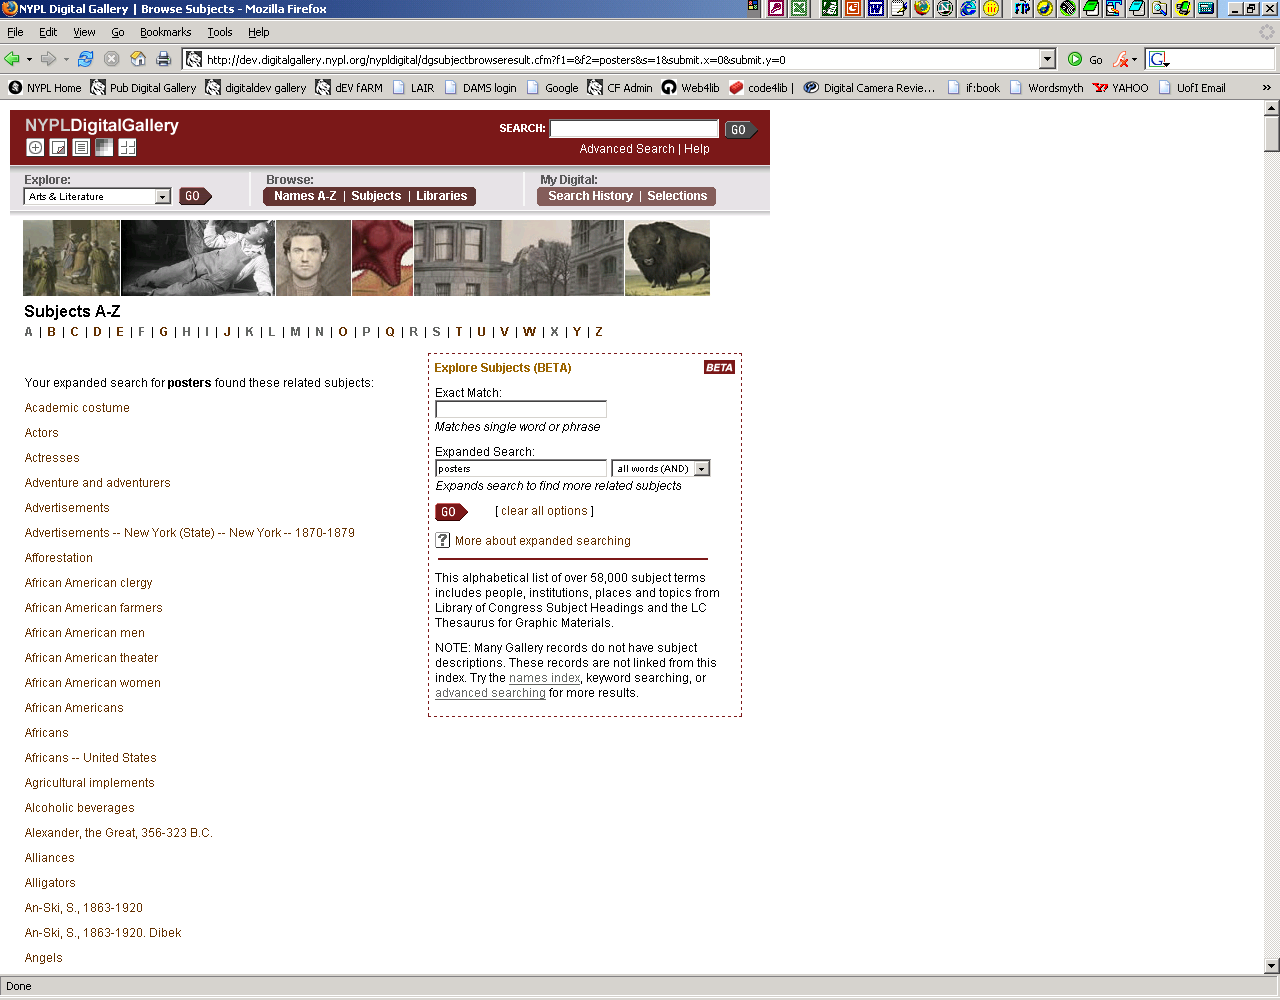 NYPL Digital Gallery | Browse Subjects - Mozilla Firefox
File Edit View Go Bookmarks Tools Help
http://dev.digitalgallery.nypl.org/nypldigital/dgsubjectbrowseresult.cfm?f1=&f2=posters&s=1&submit.x=0&submit.y=0
Go
NYPL Home Pub Digital Gallery digitaldev gallery dEV fARM LAIR DAMS login Google CF Admin Web4lib code4lib | Digital Camera Revie... if:book Wordsmyth YAHOO UofI Email »
NYPLDigitalGallery
SEARCH: GO
Advanced Search | Help
Explore: Browse: My Digital:
Arts & Literature GO Names A-Z | Subjects | Libraries Search History | Selections
Subjects A-Z
A | B | C | D | E | F | G | H | I | J | K | L | M | N | O | P | Q | R | S | T | U | V | W | X | Y | Z
Your expanded search for posters found these related subjects:
Academic costume
Actors
Actresses
Adventure and adventurers
Advertisements
Advertisements -- New York (State) -- New York -- 1870-1879
Afforestation
African American clergy
African American farmers
African American men
African American theater
African American women
African Americans
Africans
Africans -- United States
Agricultural implements
Alcoholic beverages
Alexander, the Great, 356-323 B.C.
Alliances
Alligators
An-Ski, S., 1863-1920
An-Ski, S., 1863-1920. Dibek
Angels
Explore Subjects (BETA) BETA
Exact Match:
Matches single word or phrase
Expanded Search:
posters all words (AND)
Expands search to find more related subjects
GO [ clear all options ]
? More about expanded searching
This alphabetical list of over 58,000 subject terms
includes people, institutions, places and topics from
Library of Congress Subject Headings and the LC
Thesaurus for Graphic Materials.
NOTE: Many Gallery records do not have subject
descriptions. These records are not linked from this
index. Try the names index, keyword searching, or
advanced searching for more results.
Done